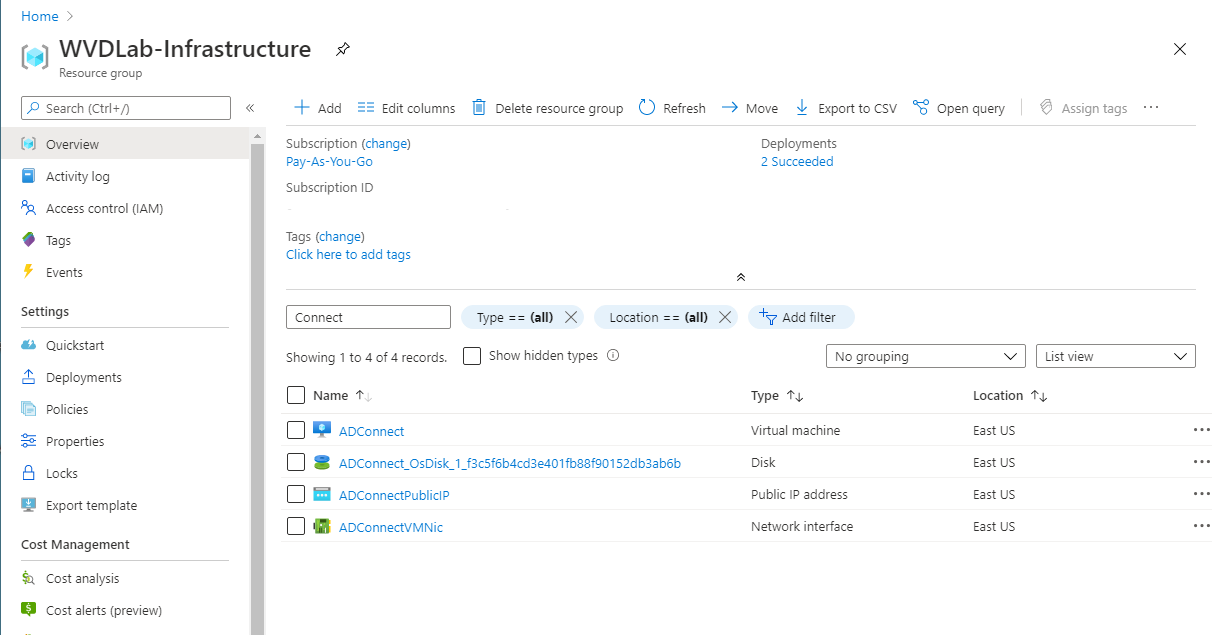 Home
WVDLab-Infrastructure
Resource group
Search (Ctrl+/)
Overview
Activity log
Access control (IAM)
Tags
Events
Settings
Quickstart
Deployments
Policies
Properties
Locks
Export template
Cost Management
Cost analysis
Cost alerts (preview)
Add Edit columns Delete resource group Refresh Move Export to CSV Open query Assign tags ...
Subscription (change) Deployments
Pay-As-You-Go 2 Succeeded
Subscription ID
Tags (change)
Click here to add tags
Connect Type == (all) Location == (all) Add filter
Showing 1 to 4 of 4 records. Show hidden types No grouping List view
Name Type Location
ADConnect Virtual machine East US ...
ADConnect_OsDisk_1_f3c5f6b4cd3e401fb88f90152db3ab6b Disk East US ...
ADConnectPublicIP Public IP address East US ...
ADConnectVMNic Network interface East US ...